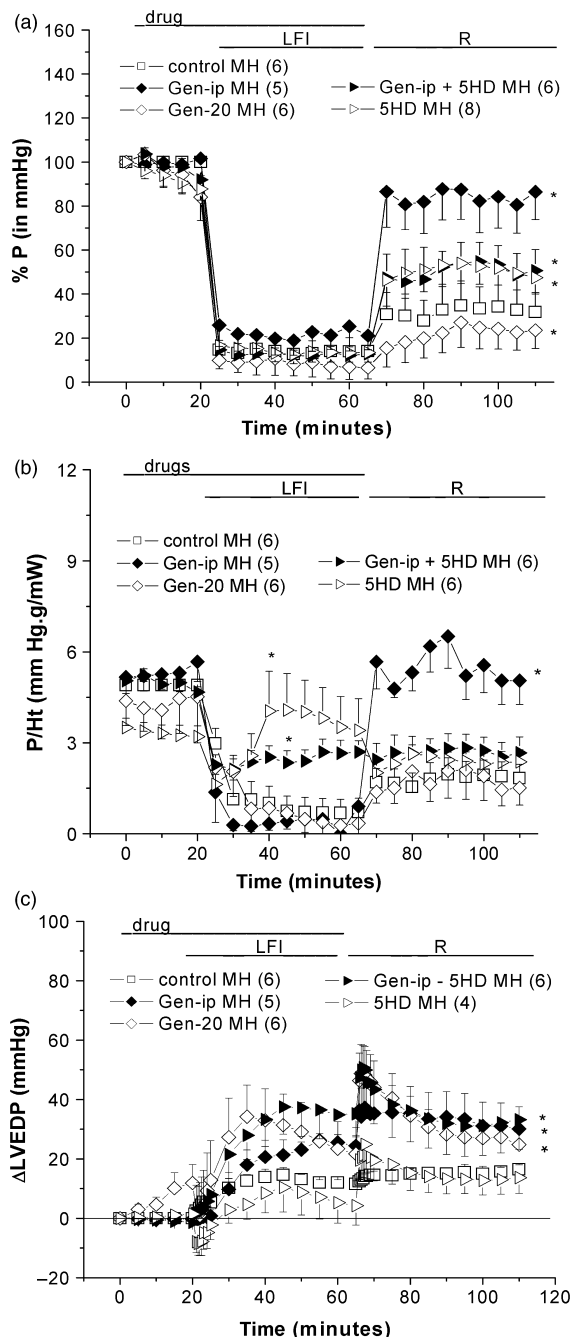 (a)
drug
LFI R
control MH (6)
Gen-ip MH (5) Gen-ip + 5HD MH (6)
Gen-20 MH (6) 5HD MH (8)
% P (in mmHg)
160
140
120
100
80
60
40
20
0
*
*
*
*
0 20 40 60 80 100
Time (minutes)
(b)
drugs
LFI R
control MH (6)
Gen-ip MH (5) Gen-ip + 5HD MH (6)
Gen-20 MH (6) 5HD MH (6)
P/Ht (mm Hg.g/mW)
12
9
6
3
0
*
*
*
0 20 40 60 80 100
Time (minutes)
(c)
drug
LFI R
control MH (6) Gen-ip - 5HD MH (6)
Gen-ip MH (5) 5HD MH (4)
Gen-20 MH (6)
ΔLVEDP (mmHg)
100
80
60
40
20
0
–20
*
*
*
0 20 40 60 80 100 120
Time (minutes)